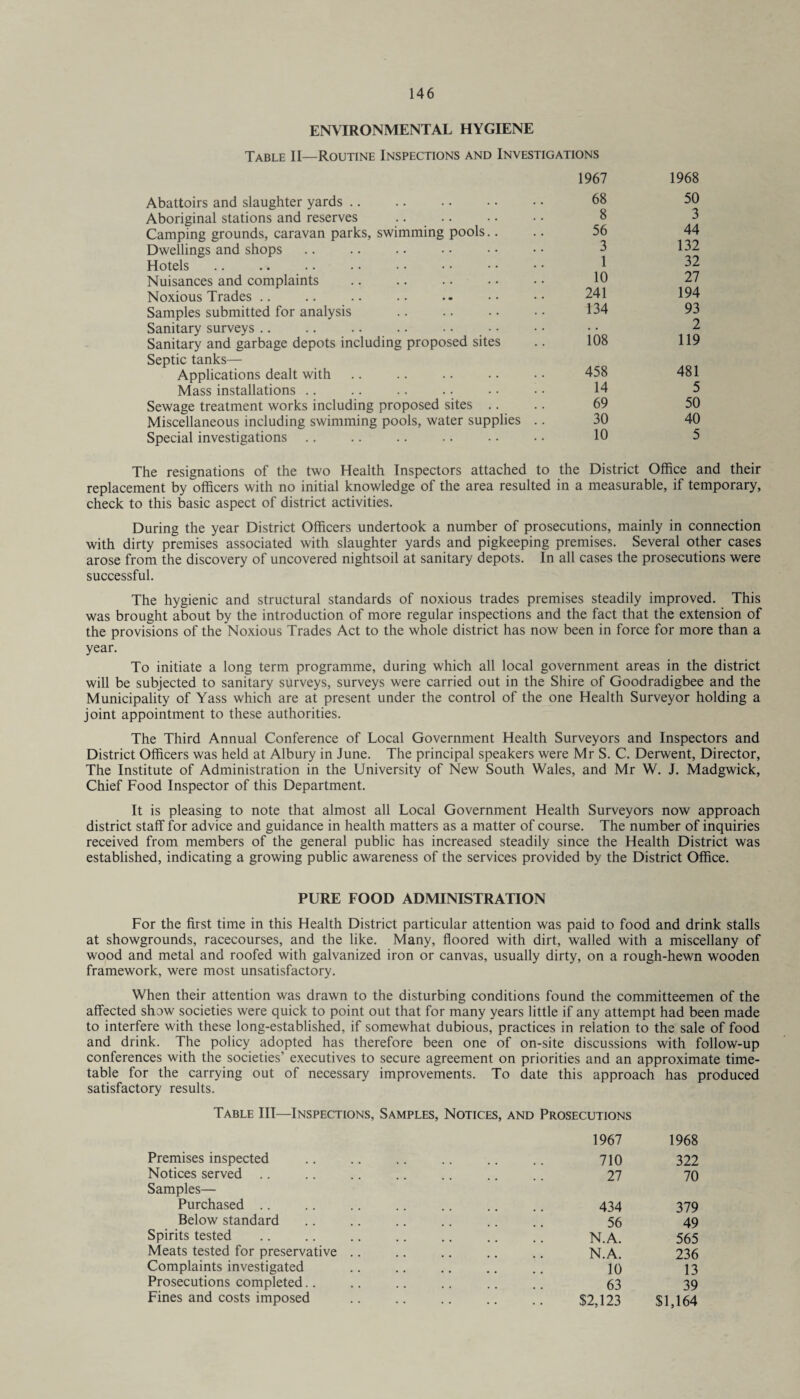 146
ENVIRONMENTAL HYGIENE
Table II—Routine Inspections and Investigations
1967 1968
Abattoirs and slaughter yards .. .. .. .. .. 68 50
Aboriginal stations and reserves .. .. .. .. 8 3
Camping grounds, caravan parks, swimming pools.. .. 56 44
Dwellings and shops .. .. .. .. .. .. 3 132
Hotels .. .. .. .. .. .. .. .. 1 32
Nuisances and complaints .. .. .. .. .. 10 27
Noxious Trades .. .. .. .. .. .. .. 241 194
Samples submitted for analysis .. .. .. .. 134 93
Sanitary surveys .. .. .. .. .. .. .. .. 2
Sanitary and garbage depots including proposed sites .. 108 119
Septic tanks—
Applications dealt with .. .. .. .. .. 458 481
Mass installations .. .. .. .. .. .. 14 5
Sewage treatment works including proposed sites .. .. 69 50
Miscellaneous including swimming pools, water supplies .. 30 40
Special investigations .. .. .. .. .. .. 10 5
The resignations of the two Health Inspectors attached to the District Office and their
replacement by officers with no initial knowledge of the area resulted in a measurable, if temporary,
check to this basic aspect of district activities.
During the year District Officers undertook a number of prosecutions, mainly in connection
with dirty premises associated with slaughter yards and pigkeeping premises. Several other cases
arose from the discovery of uncovered nightsoil at sanitary depots. In all cases the prosecutions were
successful.
The hygienic and structural standards of noxious trades premises steadily improved. This
was brought about by the introduction of more regular inspections and the fact that the extension of
the provisions of the Noxious Trades Act to the whole district has now been in force for more than a
year.
To initiate a long term programme, during which all local government areas in the district
will be subjected to sanitary surveys, surveys were carried out in the Shire of Goodradigbee and the
Municipality of Yass which are at present under the control of the one Health Surveyor holding a
joint appointment to these authorities.
The Third Annual Conference of Local Government Health Surveyors and Inspectors and
District Officers was held at Albury in June. The principal speakers were Mr S. C. Derwent, Director,
The Institute of Administration in the University of New South Wales, and Mr W. J. Madgwick,
Chief Food Inspector of this Department.
It is pleasing to note that almost all Local Government Health Surveyors now approach
district staff for advice and guidance in health matters as a matter of course. The number of inquiries
received from members of the general public has increased steadily since the Health District was
established, indicating a growing public awareness of the services provided by the District Office.
PURE FOOD ADMINISTRATION
For the first time in this Health District particular attention was paid to food and drink stalls
at showgrounds, racecourses, and the like. Many, floored with dirt, walled with a miscellany of
wood and metal and roofed with galvanized iron or canvas, usually dirty, on a rough-hewn wooden
framework, were most unsatisfactory.
When their attention was drawn to the disturbing conditions found the committeemen of the
affected show societies were quick to point out that for many years little if any attempt had been made
to interfere with these long-established, if somewhat dubious, practices in relation to the sale of food
and drink. The policy adopted has therefore been one of on-site discussions with follow-up
conferences with the societies' executives to secure agreement on priorities and an approximate time-
table for the carrying out of necessary improvements. To date this approach has produced
satisfactory results.
Table III—Inspections, Samples, Notices, and Prosecutions
1967 1968
Premises inspected .. .. .. .. .. .. 710 322
Notices served .. .. .. .. .. .. .. 27 70
Samples—
Purchased .. .. .. .. .. .. .. 434 379
Below standard .. .. .. .. .. .. 56 49
Spirits tested .. .. .. .. .. .. .. N.A. 565
Meats tested for preservative .. .. .. .. .. N.A. 236
Complaints investigated .. .. .. .. .. 10 13
Prosecutions completed.. .. .. .. .. .. 63 39
Fines and costs imposed .. .. .. .. .. $2,123 $1,164